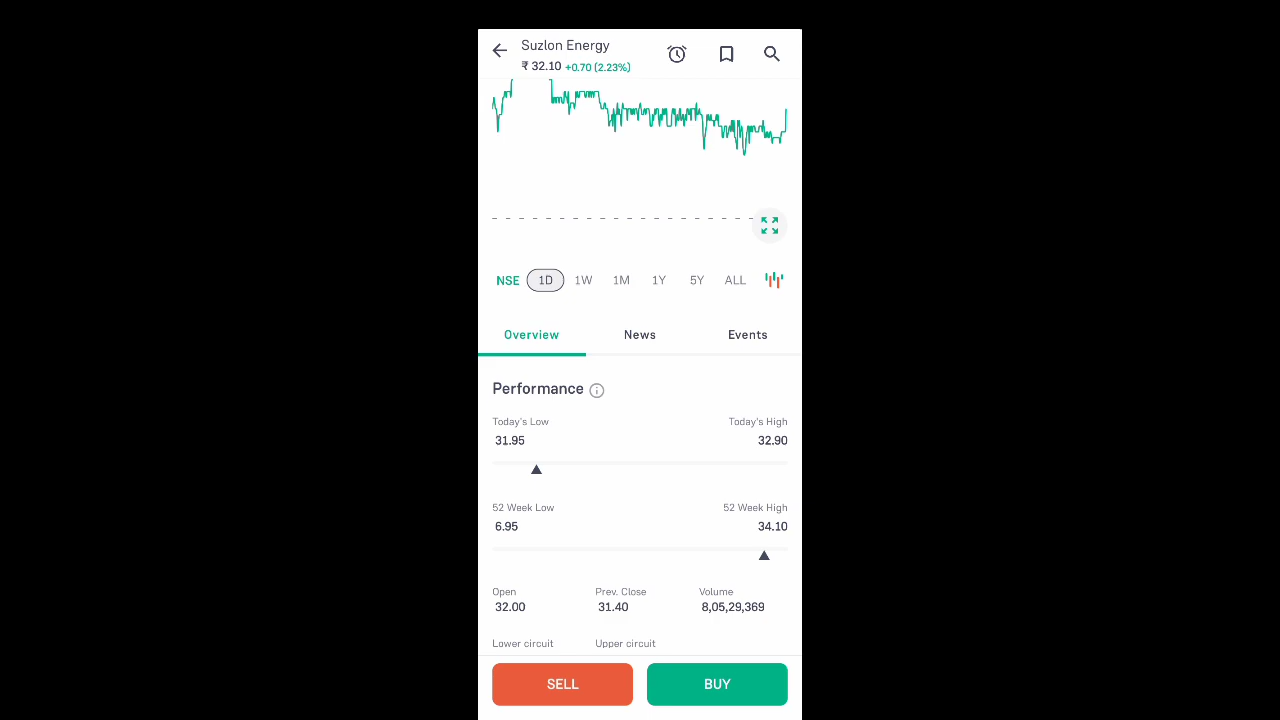 Suzlon Energy
₹ 32.10 +0.70 (2.23%)
NSE 1D 1W 1M 1Y 5Y ALL
Overview News Events
Performance
Today's Low Today's High
31.95 32.90
52 Week Low 52 Week High
6.95 34.10
Open Prev. Close Volume
32.00 31.40 8,05,29,369
Lower circuit Upper circuit
SELL BUY